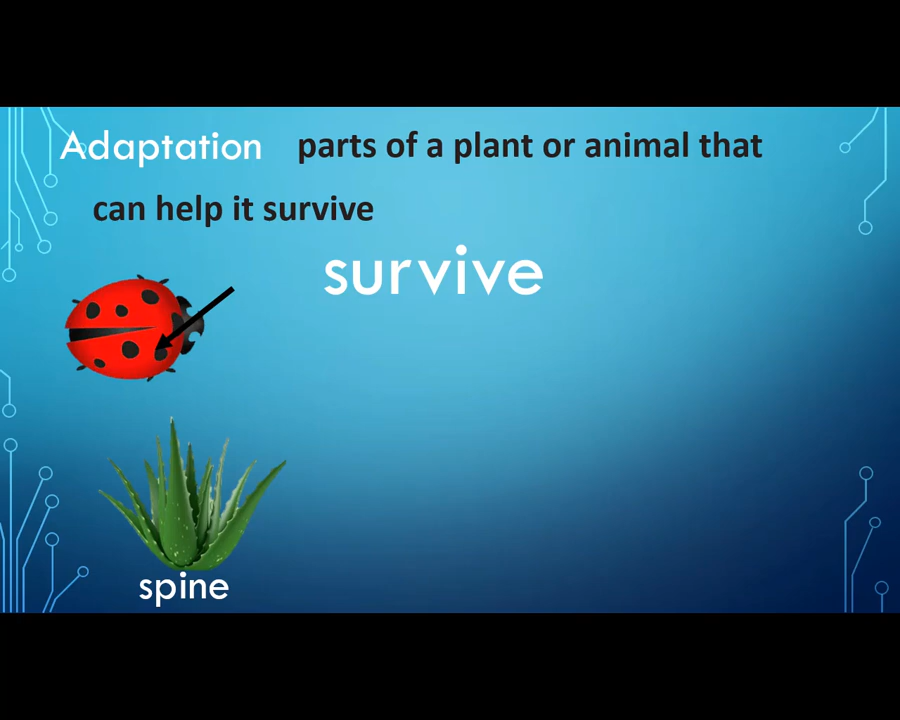 Adaptation parts of a plant or animal that
can help it survive
survive
spine